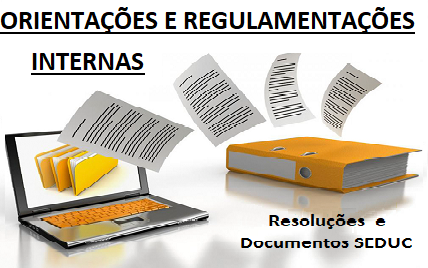 ORIENTAÇÕES E REGULAMENTAÇÕES
INTERNAS
Resoluções e
Documentos SEDUC